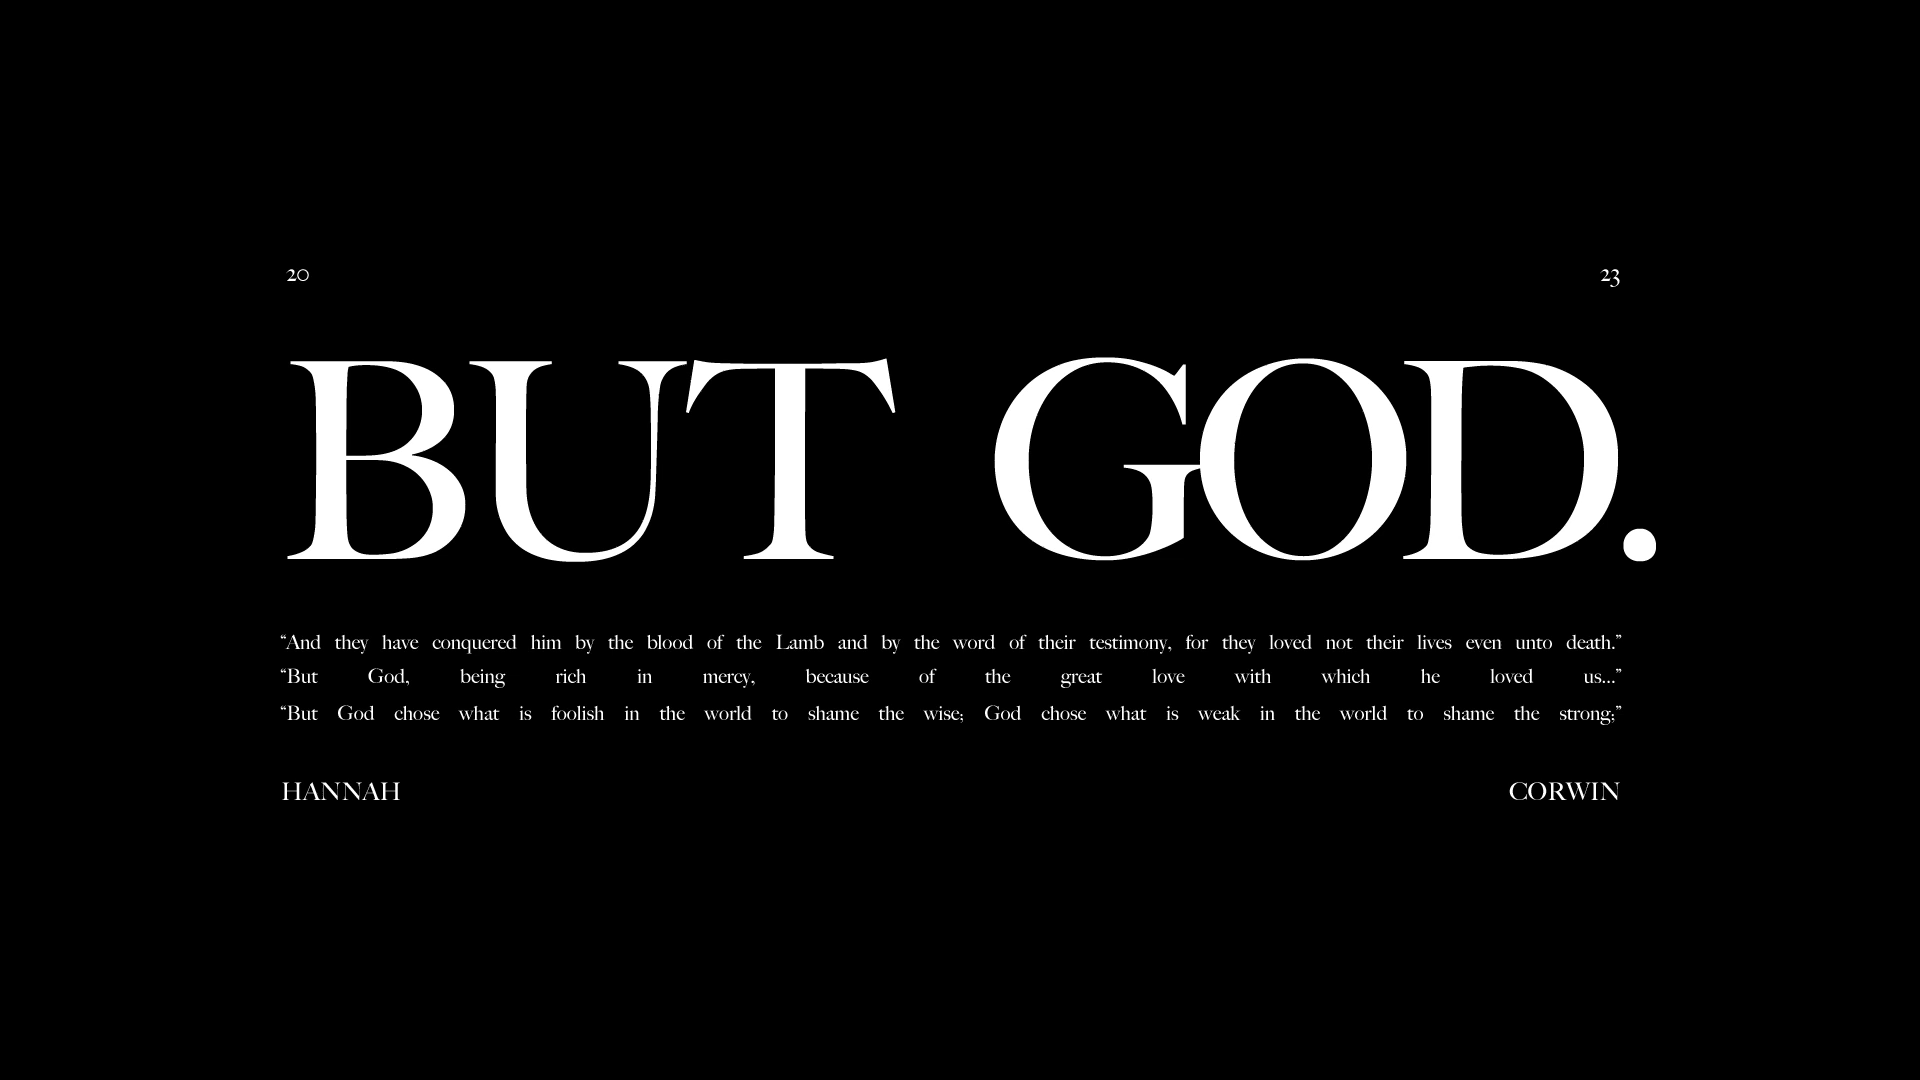 20 23
BUT GOD.
“And they have conquered him by the blood of the Lamb and by the word of their testimony, for they loved not their lives even unto death.”
“But God, being rich in mercy, because of the great love with which he loved us...”
“But God chose what is foolish in the world to shame the wise; God chose what is weak in the world to shame the strong;”
HANNAH CORWIN